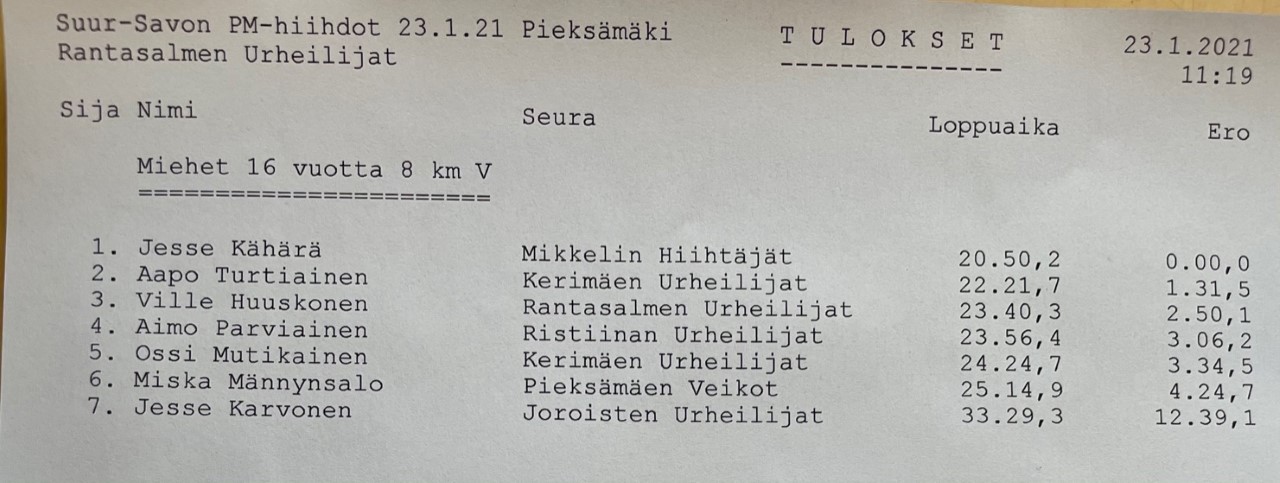 Suur-Savon PM-hiihdot 23.1.21 Pieksämäki T U L O K S E T 23.1.2021
Rantasalmen Urheilijat --------------- 11:19
Sija Nimi Seura Loppuaika Ero
Miehet 16 vuotta 8 km V
=======================
1. Jesse Kähärä Mikkelin Hiihtäjät 20.50,2 0.00,0
2. Aapo Turtiainen Kerimäen Urheilijat 22.21,7 1.31,5
3. Ville Huuskonen Rantasalmen Urheilijat 23.40,3 2.50,1
4. Aimo Parviainen Ristiinan Urheilijat 23.56,4 3.06,2
5. Ossi Mutikainen Kerimäen Urheilijat 24.24,7 3.34,5
6. Miska Männynsalo Pieksämäen Veikot 25.14,9 4.24,7
7. Jesse Karvonen Joroisten Urheilijat 33.29,3 12.39,1